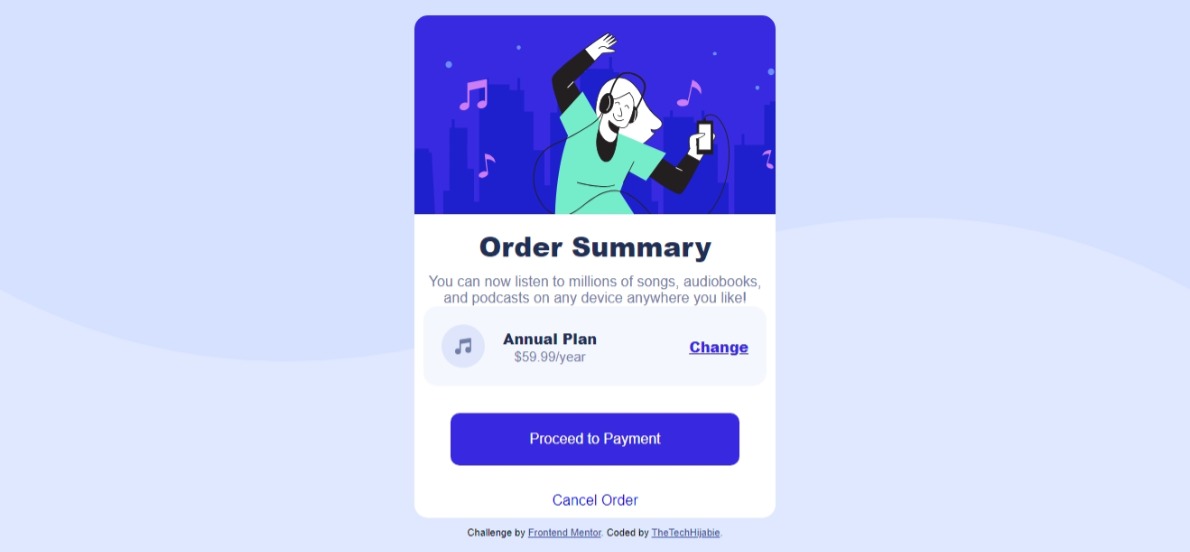 Order Summary
You can now listen to millions of songs, audiobooks,
and podcasts on any device anywhere you like!
Annual Plan
$59.99/year
Change
Proceed to Payment
Cancel Order
Challenge by Frontend Mentor. Coded by TheTechHijabie.